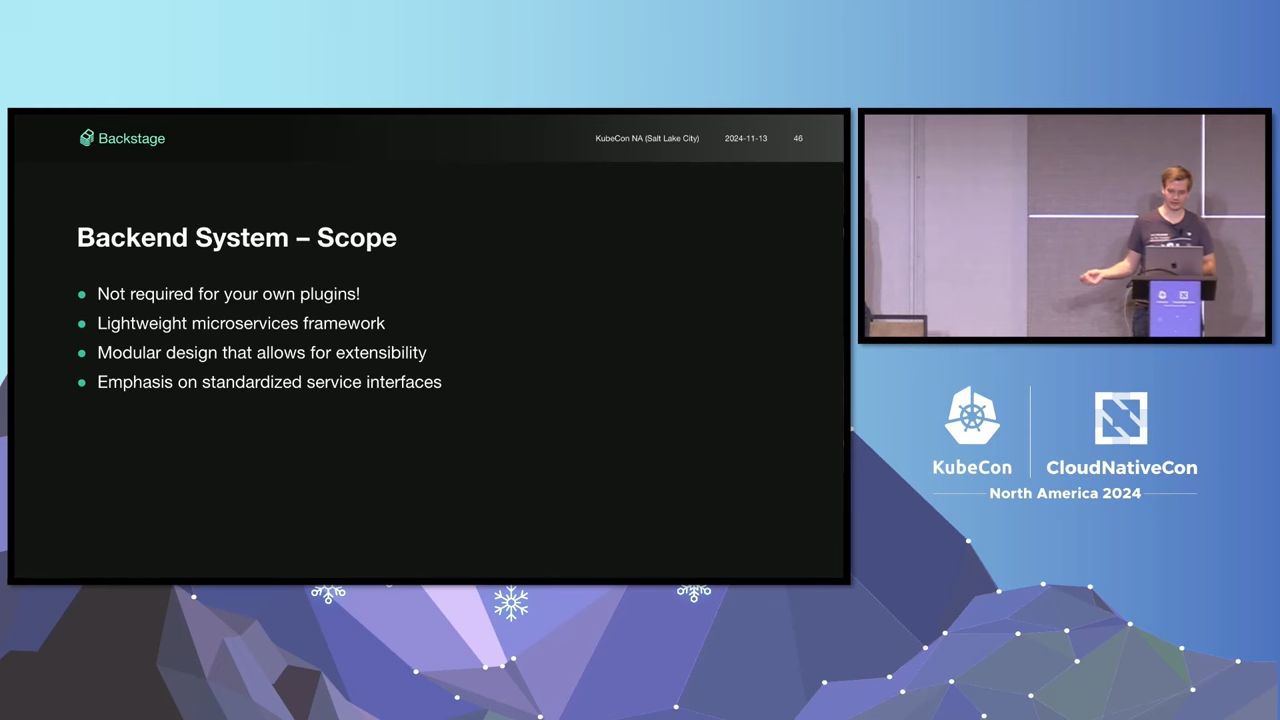 Backstage
KubeCon NA (Salt Lake City) 2024-11-13 46
Backend System – Scope
Not required for your own plugins!
Lightweight microservices framework
Modular design that allows for extensibility
Emphasis on standardized service interfaces
KubeCon
CloudNativeCon
North America 2024